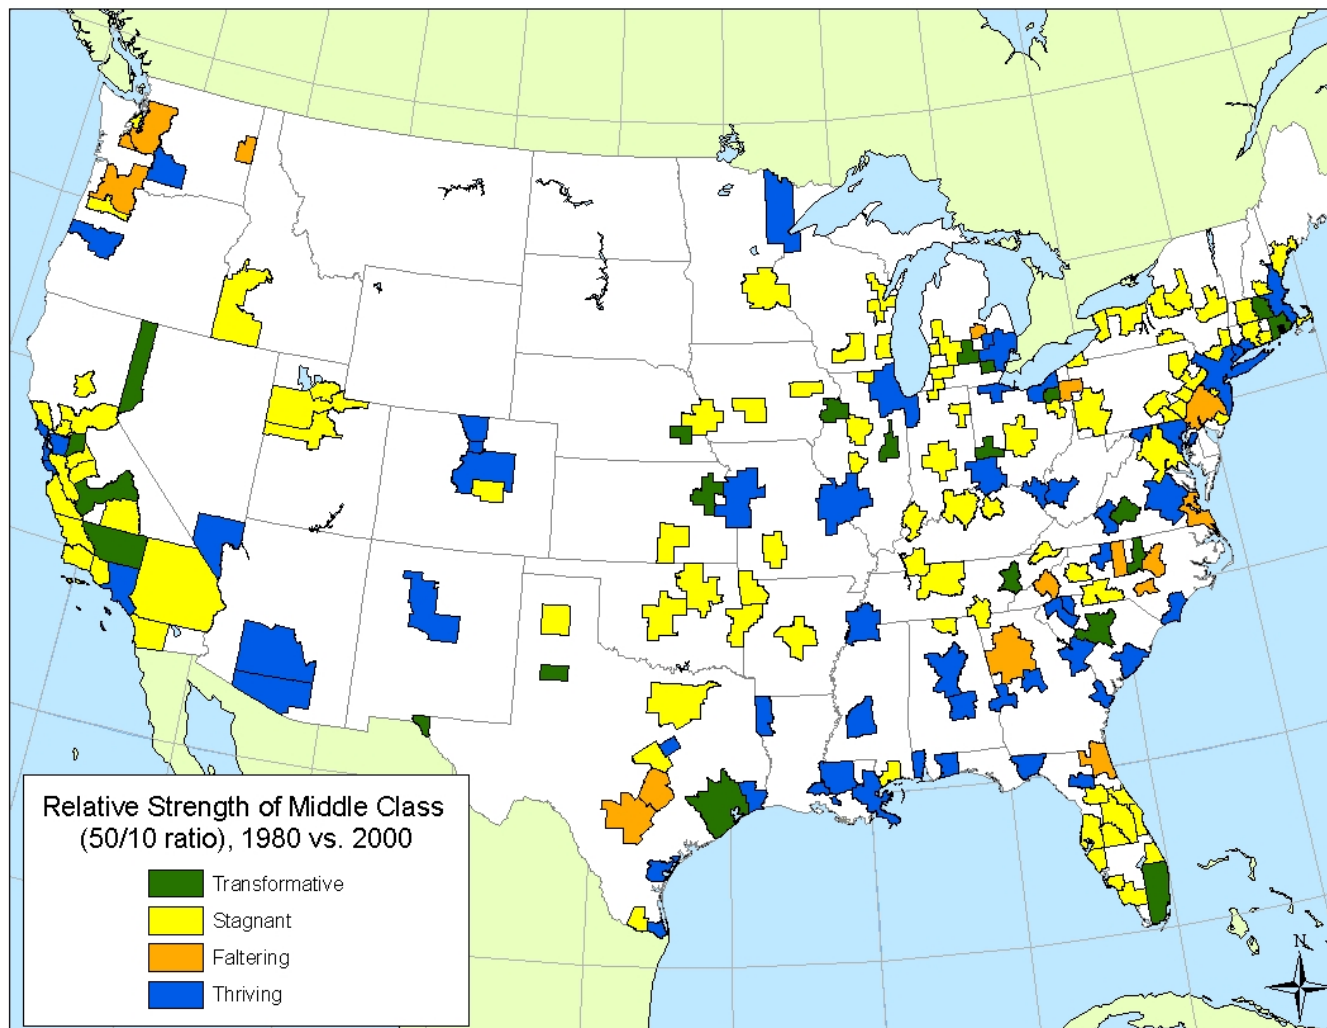 Relative Strength of Middle Class
(50/10 ratio), 1980 vs. 2000
Transformative
Stagnant
Faltering
Thriving
N